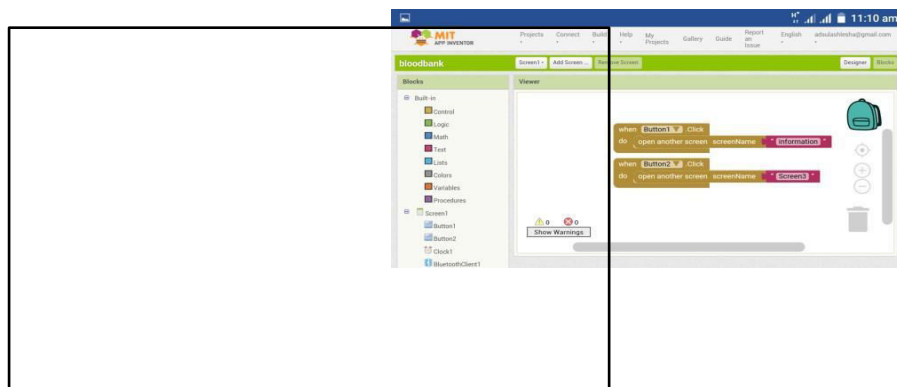 11:10 am
MIT
APP INVENTOR
Projects Connect Build Help My Projects Gallery Guide Report an Issue English
bloodbank
Screen1 Add Screen ... Remove Screen Designer Blocks
Blocks
Viewer
Built-in
Control
Logic
Math
Text
Lists
Colors
Variables
Procedures
Screen1
Button1
Button2
Clock1
BluetoothClient1
when Button1 .Click
do open another screen screenName " information "
when Button2 .Click
do open another screen screenName " Screen3 "
0 0
Show Warnings